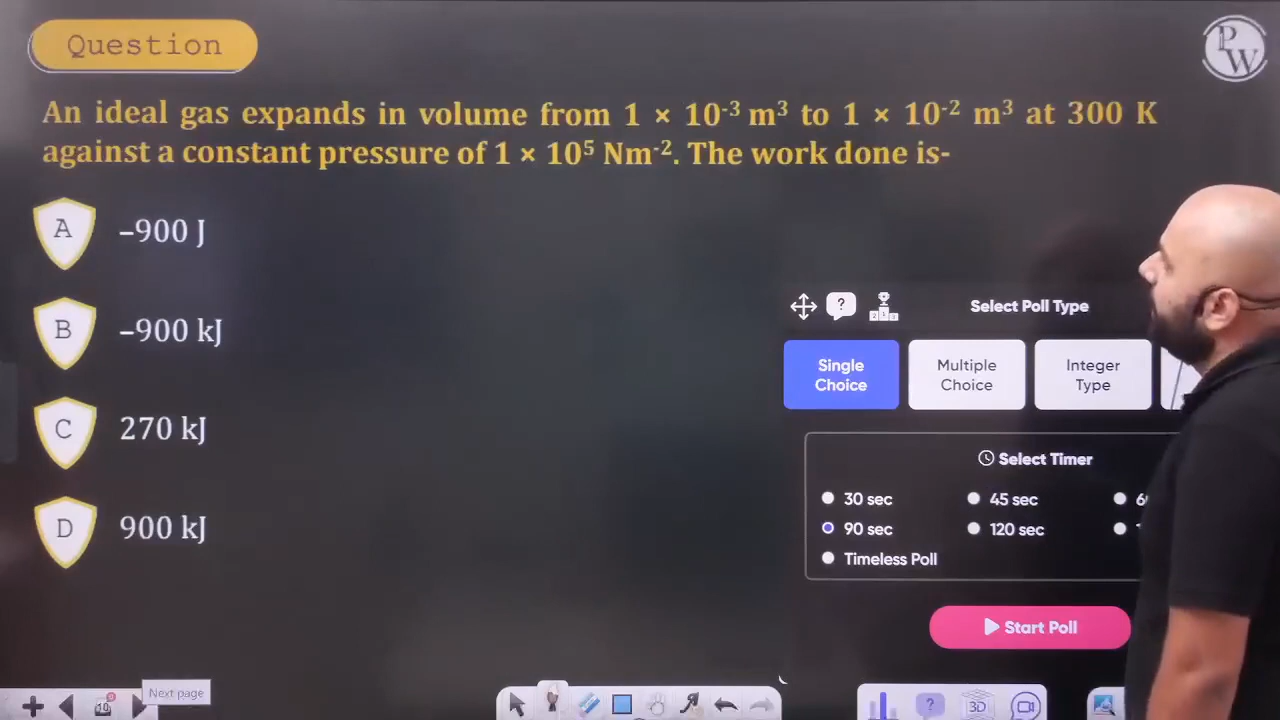 Question
PW
An ideal gas expands in volume from 1 × 10⁻³ m³ to 1 × 10⁻² m³ at 300 K
against a constant pressure of 1 × 10⁵ Nm⁻². The work done is-
A –900 J
B –900 kJ
C 270 kJ
D 900 kJ
?
Select Poll Type
Single
Choice
Multiple
Choice
Integer
Type
Select Timer
30 sec
45 sec
90 sec
120 sec
Timeless Poll
Start Poll
Next page
10
?
3D